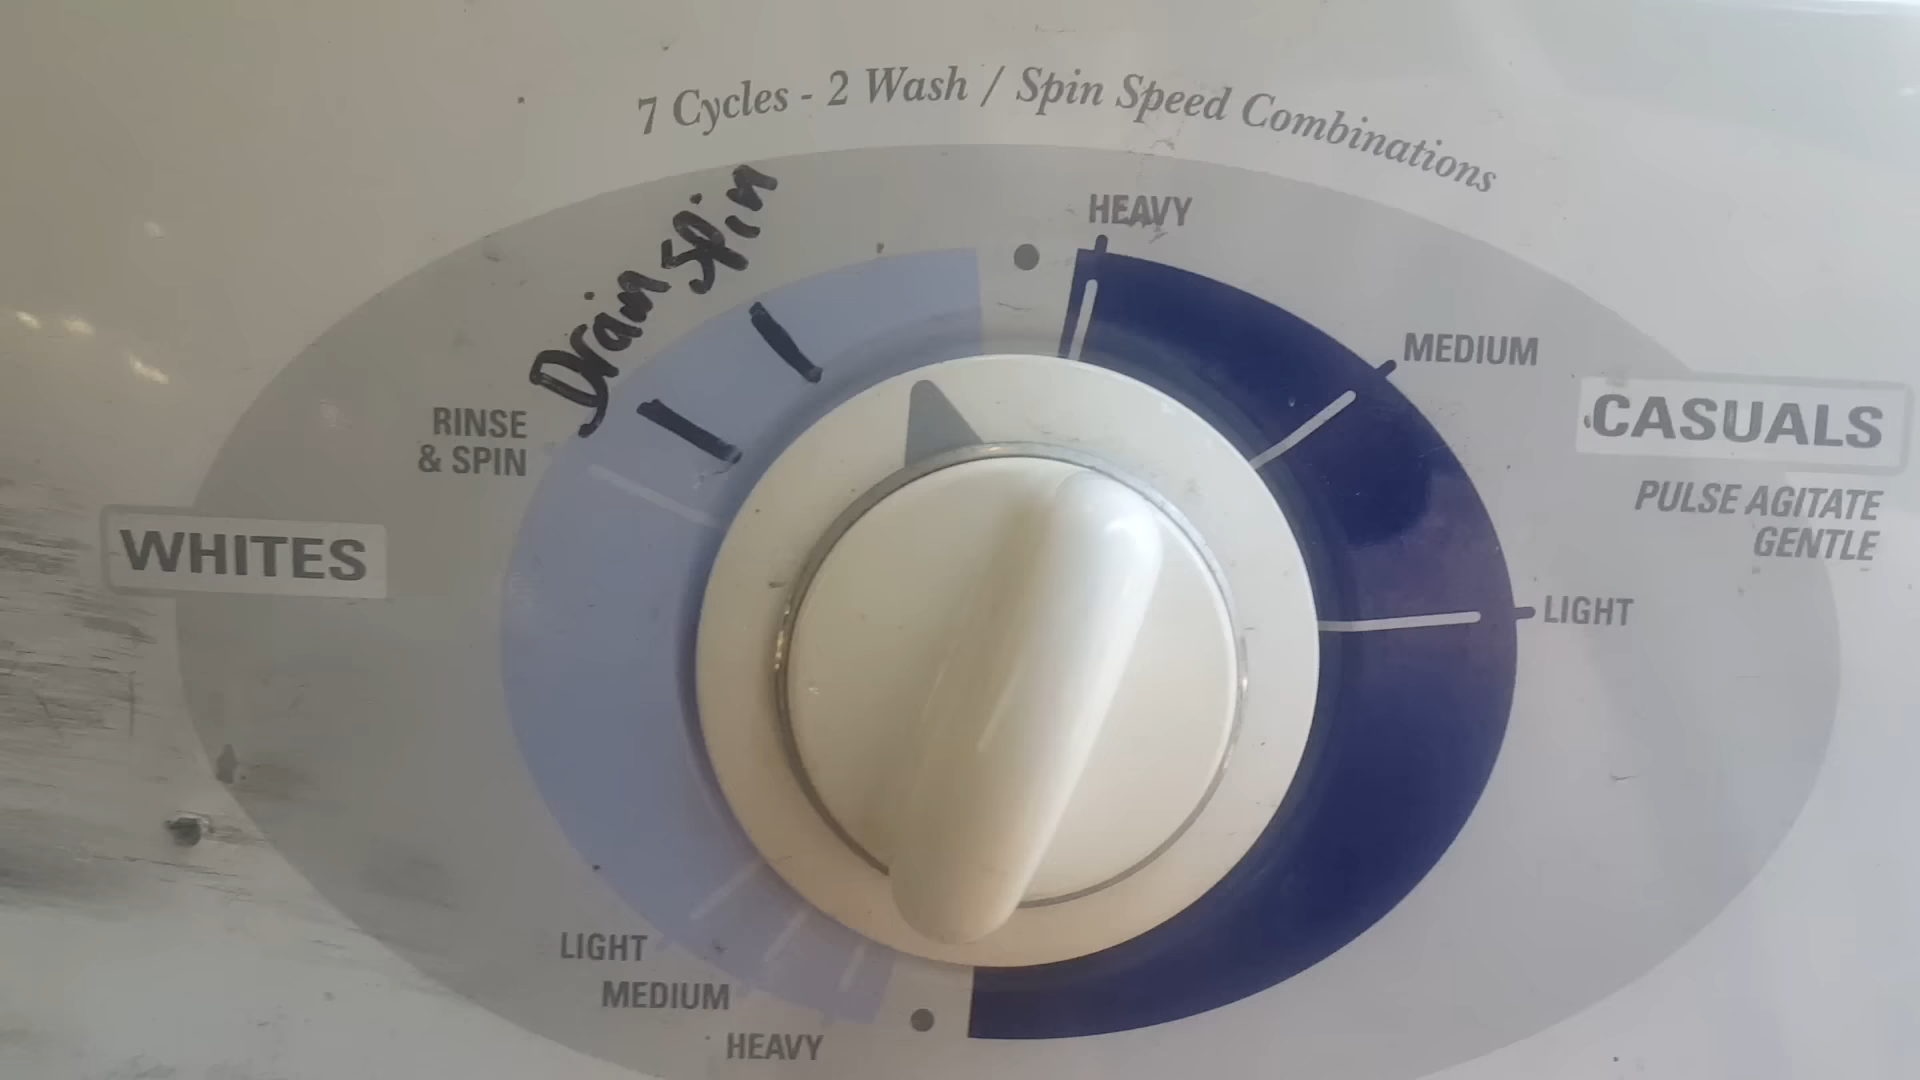 7 Cycles - 2 Wash / Spin Speed Combinations
Drain Spin
HEAVY
MEDIUM
CASUALS
PULSE AGITATE
GENTLE
LIGHT
RINSE
& SPIN
WHITES
LIGHT
MEDIUM
HEAVY